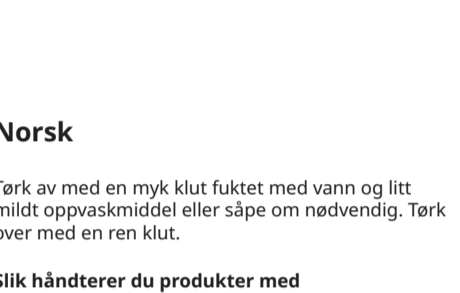 Norsk
Tørk av med en myk klut fuktet med vann og litt
mildt oppvaskmiddel eller såpe om nødvendig. Tørk
over med en ren klut.
Slik håndterer du produkter med